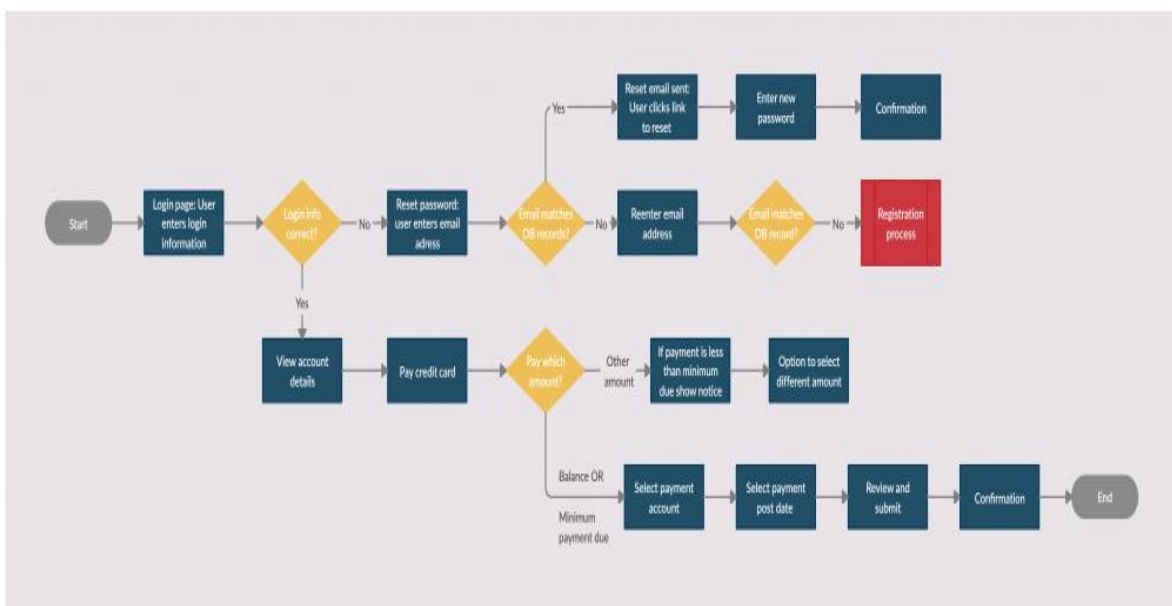 Reset email sent:
User clicks link
to reset
Enter new
password
Confirmation
Yes
Start
Login page: User
enters login
information
Login info
correct?
No
Reset password:
user enters email
adress
Email matches
DB records?
No
Reenter email
address
Email matches
DB record?
No
Registration
process
Yes
View account
details
Pay credit card
Pay which
amount?
Other
amount
If payment is less
than minimum
due show notice
Option to select
different amount
Balance OR
Minimum
payment due
Select payment
account
Select payment
post date
Review and
submit
Confirmation
End